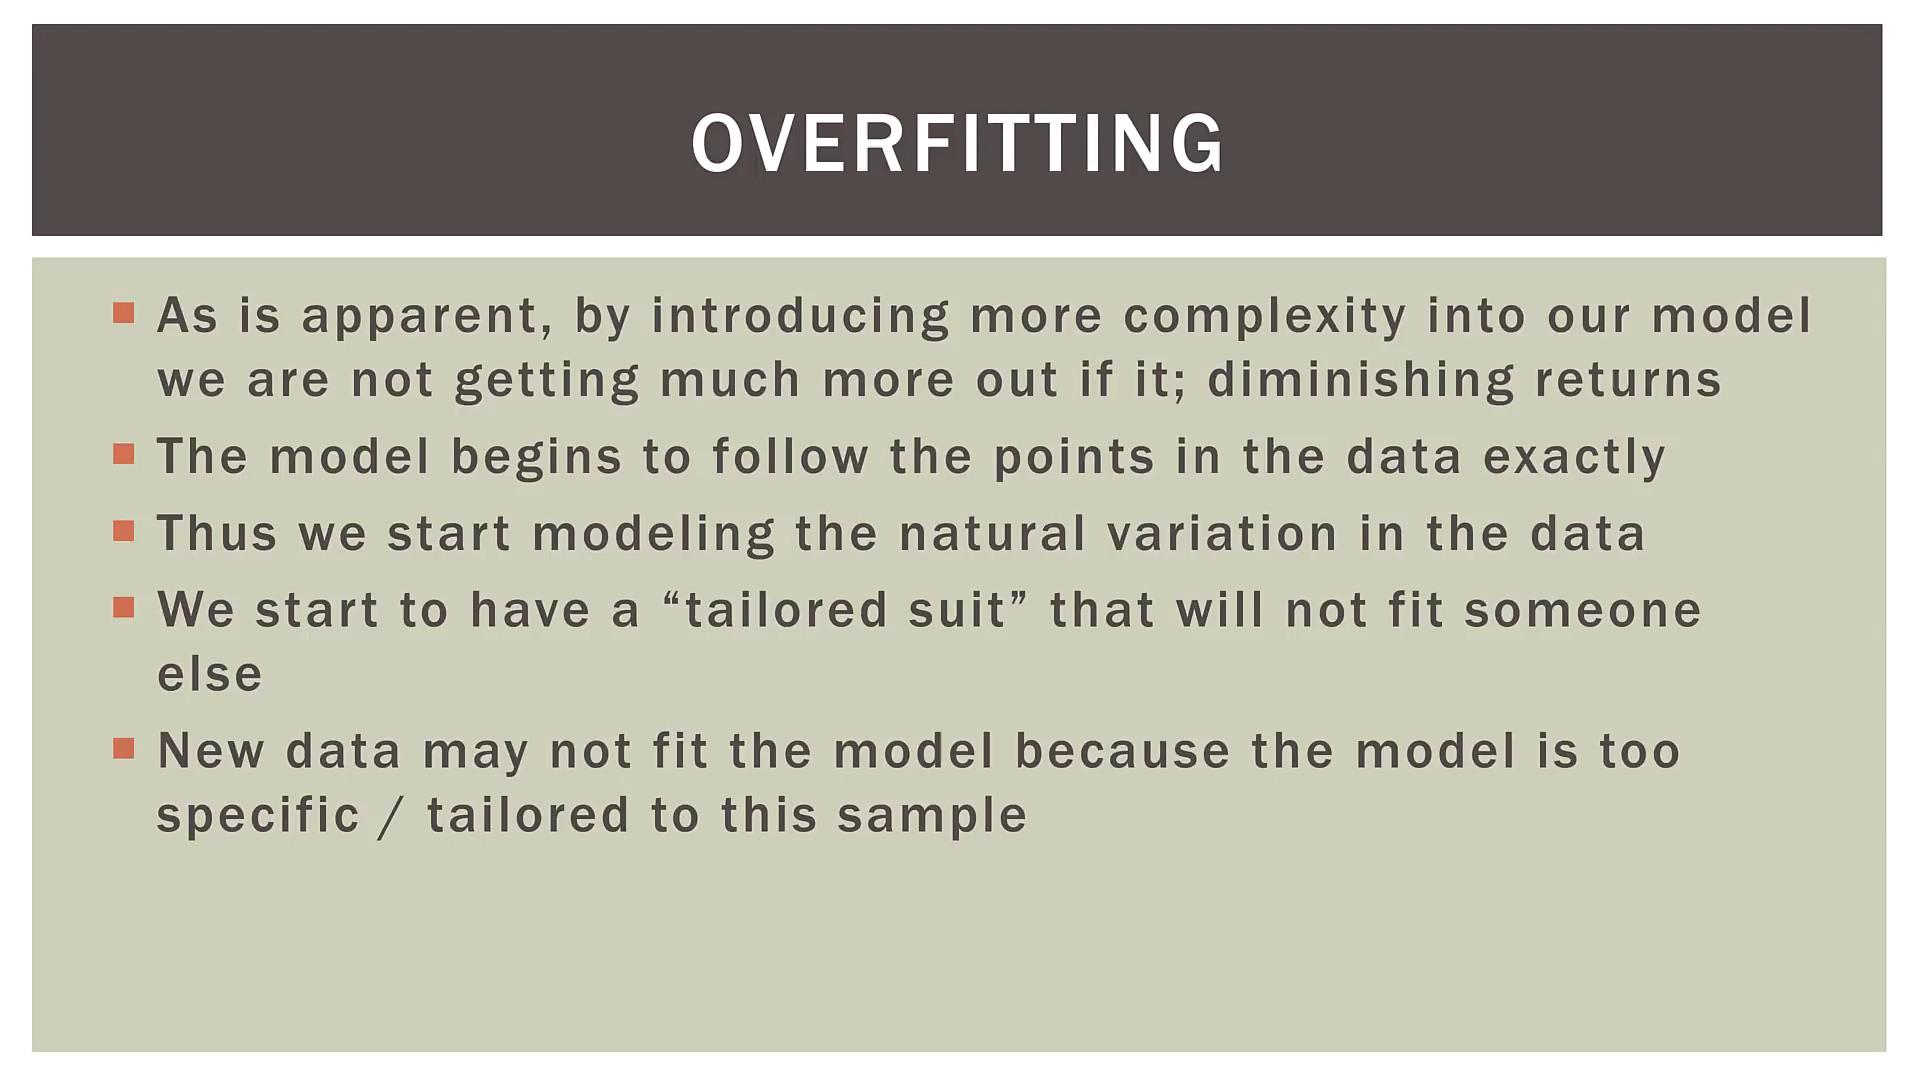 OVERFITTING
As is apparent, by introducing more complexity into our model
we are not getting much more out if it; diminishing returns
The model begins to follow the points in the data exactly
Thus we start modeling the natural variation in the data
We start to have a “tailored suit” that will not fit someone
else
New data may not fit the model because the model is too
specific / tailored to this sample